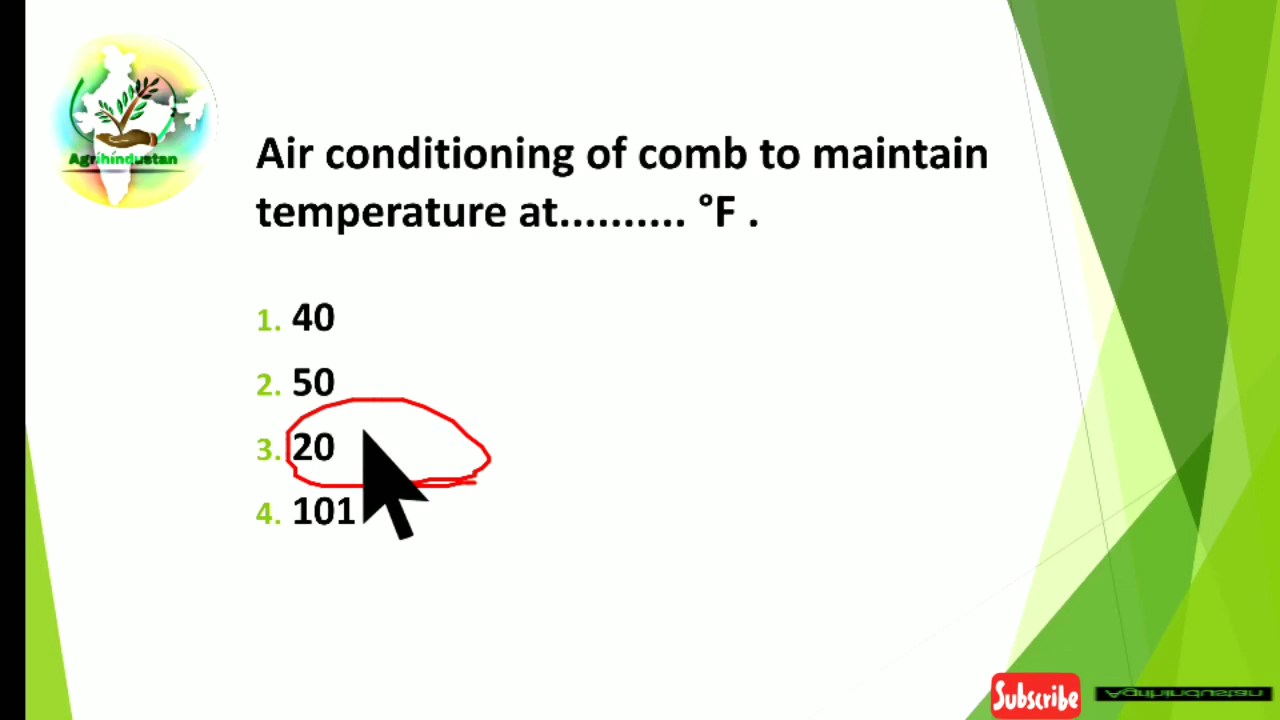 Agrihindustan
Air conditioning of comb to maintain
temperature at.......... °F .
1. 40
2. 50
3. 20
4. 101
Subscribe